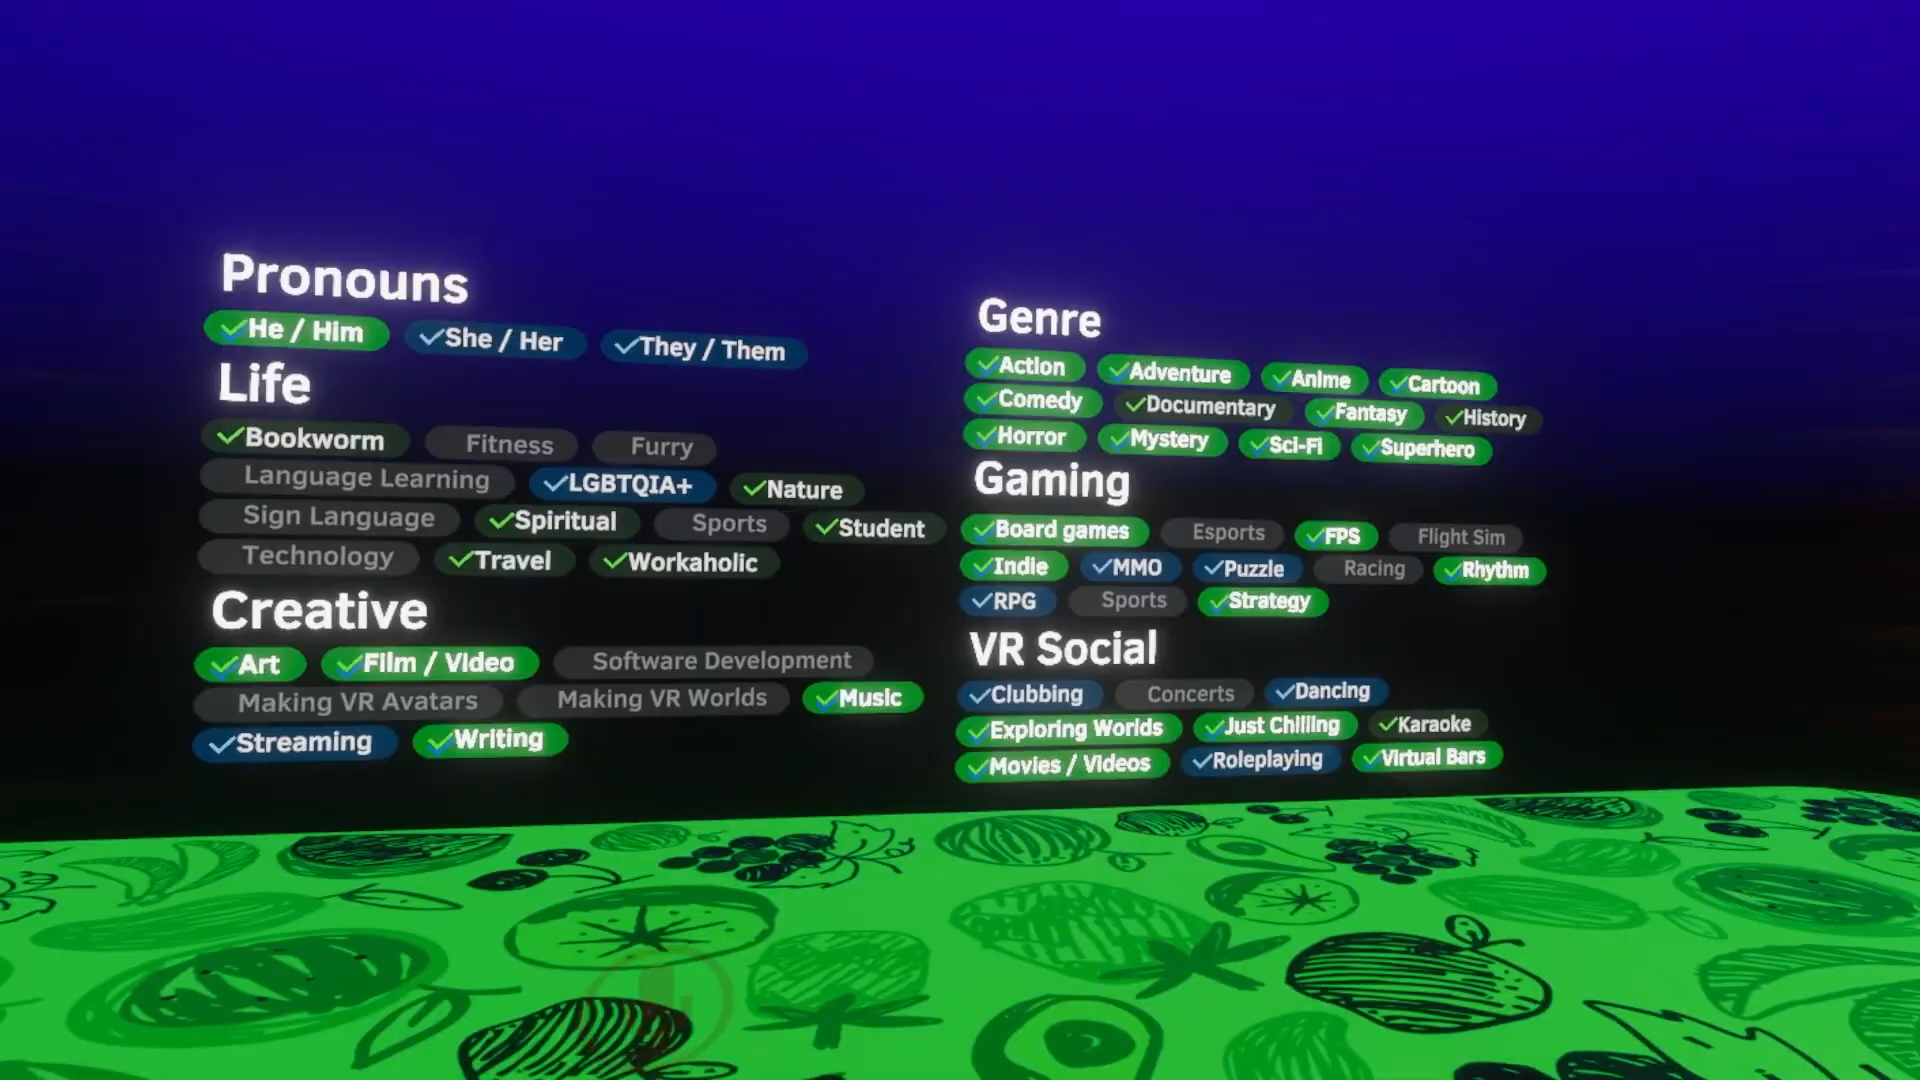 Pronouns
He / Him She / Her They / Them
Life
Bookworm Fitness Furry
Language Learning LGBTQIA+ Nature
Sign Language Spiritual Sports Student
Technology Travel Workaholic
Creative
Art Film / Video Software Development
Making VR Avatars Making VR Worlds Music
Streaming Writing
Genre
Action Adventure Anime Cartoon
Comedy Documentary Fantasy History
Horror Mystery Sci-Fi Superhero
Gaming
Board games Esports FPS Flight Sim
Indie MMO Puzzle Racing Rhythm
RPG Sports Strategy
VR Social
Clubbing Concerts Dancing
Exploring Worlds Just Chilling Karaoke
Movies / Videos Roleplaying Virtual Bars